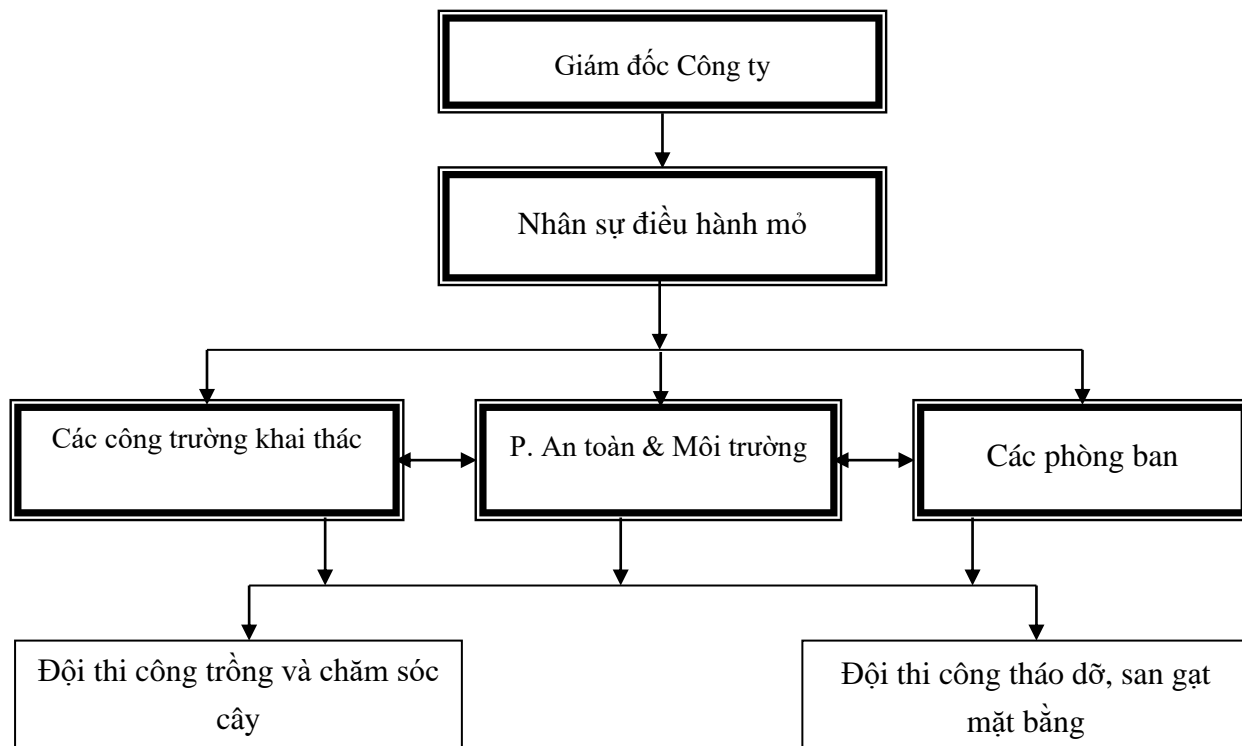 Giám đốc Công ty
Nhân sự điều hành mỏ
Các công trường khai thác
P. An toàn & Môi trường
Các phòng ban
Đội thi công trồng và chăm sóc
cây
Đội thi công tháo dỡ, san gạt
mặt bằng